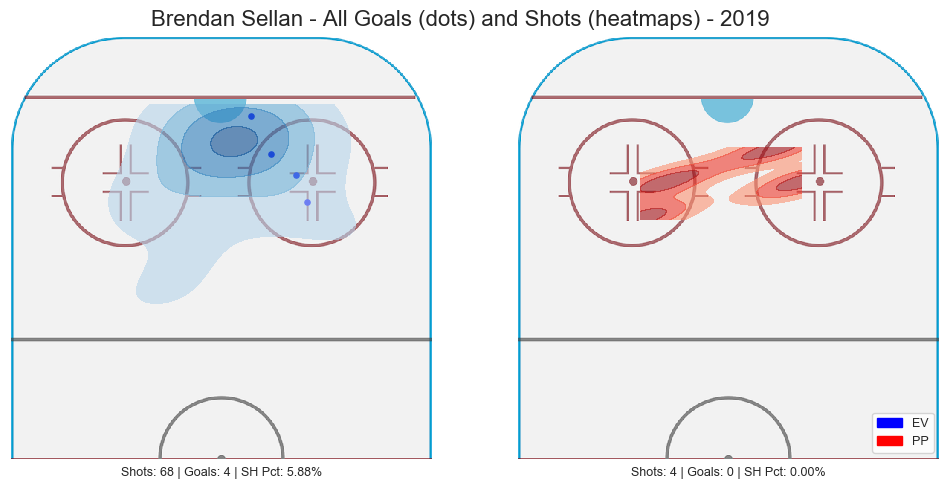 Brendan Sellan - All Goals (dots) and Shots (heatmaps) - 2019
EV
PP
Shots: 68 | Goals: 4 | SH Pct: 5.88%
Shots: 4 | Goals: 0 | SH Pct: 0.00%